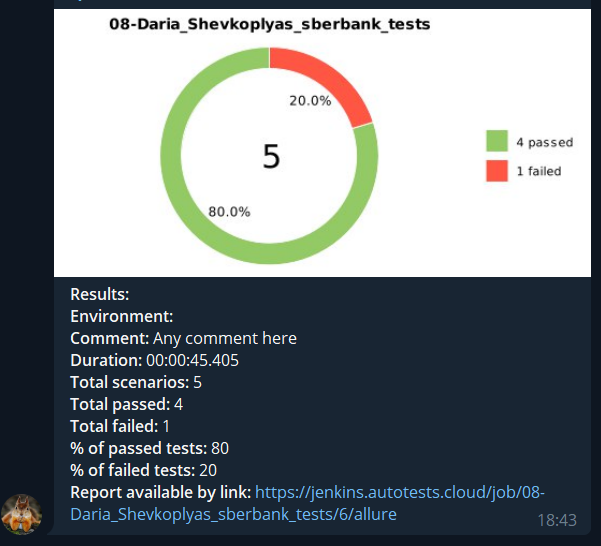 08-Daria_Shevkoplyas_sberbank_tests
20.0%
5
80.0%
4 passed
1 failed
Results:
Environment:
Comment: Any comment here
Duration: 00:00:45.405
Total scenarios: 5
Total passed: 4
Total failed: 1
% of passed tests: 80
% of failed tests: 20
Report available by link: https://jenkins.autotests.cloud/job/08-
Daria_Shevkoplyas_sberbank_tests/6/allure
18:43